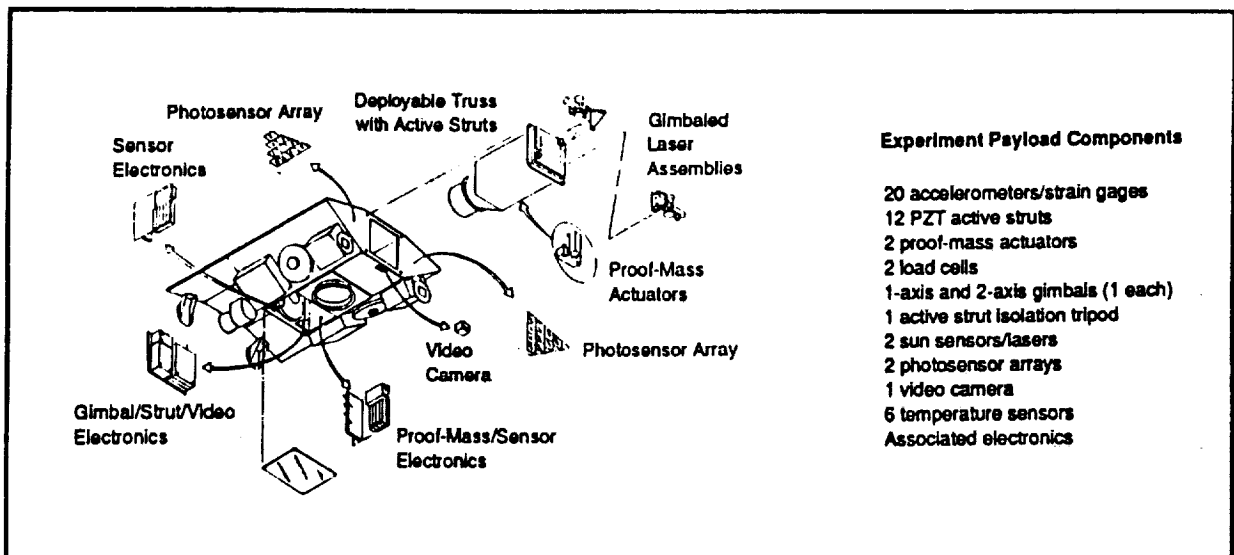 Photosensor Array
Deployable Truss
with Active Struts
Gimbaled
Laser
Assemblies
Sensor
Electronics
Proof-Mass
Actuators
Video
Camera
Photosensor Array
Gimbal/Strut/Video
Electronics
Proof-Mass/Sensor
Electronics
Experiment Payload Components
20 accelerometers/strain gages
12 PZT active struts
2 proof-mass actuators
2 load cells
1-axis and 2-axis gimbals (1 each)
1 active strut isolation tripod
2 sun sensors/lasers
2 photosensor arrays
1 video camera
6 temperature sensors
Associated electronics